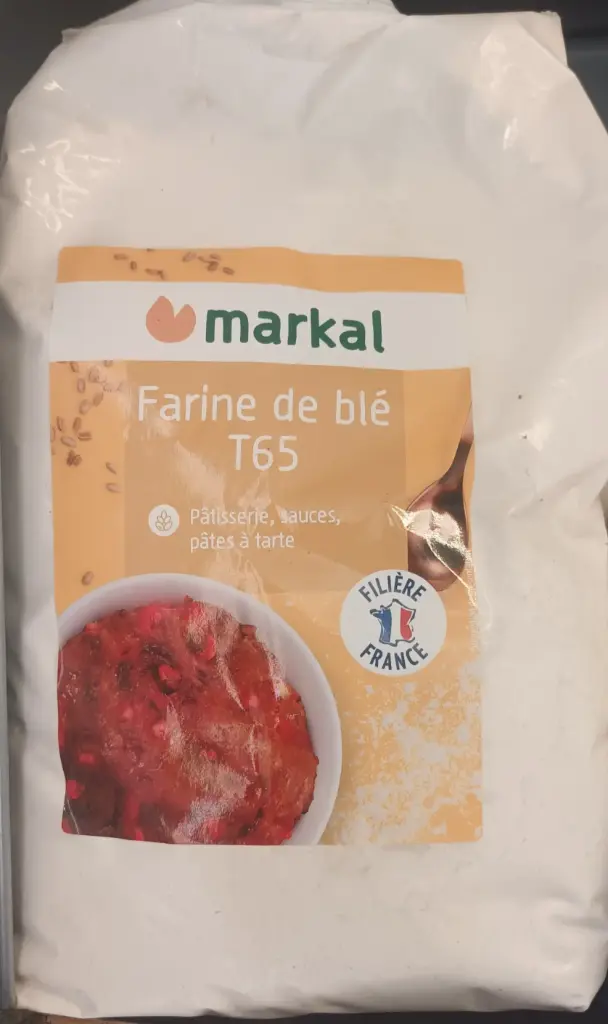 markal
Farine de blé
T65
Pâtisserie, sauces,
pâtes à tarte
FILIÈRE
FRANCE